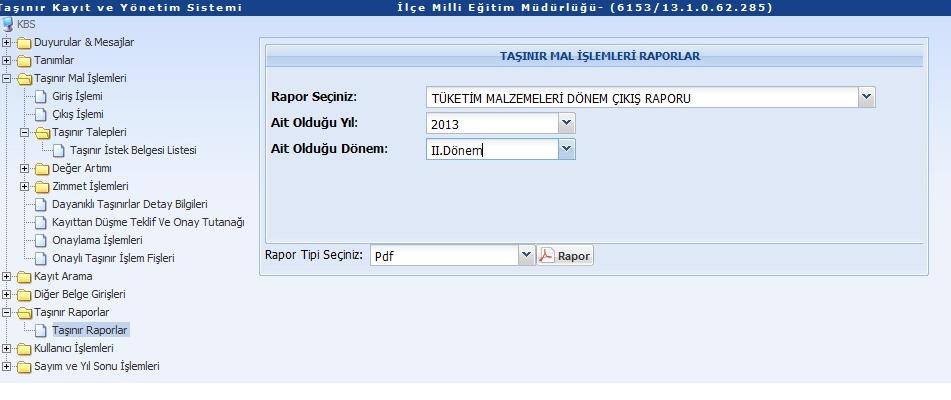 Taşınır Kayıt ve Yönetim Sistemi
İlçe Milli Eğitim Müdürlüğü- (6153/13.1.0.62.285)
KBS
Duyurular & Mesajlar
Tanımlar
Taşınır Mal İşlemleri
Giriş İşlemi
Çıkış İşlemi
Taşınır Talepleri
Taşınır İstek Belgesi Listesi
Değer Artımı
Zimmet İşlemleri
Dayanıklı Taşınırlar Detay Bilgileri
Kayıttan Düşme Teklif Ve Onay Tutanağı
Onaylama İşlemleri
Onaylı Taşınır İşlem Fişleri
Kayıt Arama
Diğer Belge Girişleri
Taşınır Raporlar
Taşınır Raporlar
Kullanıcı İşlemleri
Sayım ve Yıl Sonu İşlemleri
TAŞINIR MAL İŞLEMLERİ RAPORLAR
Rapor Seçiniz: TÜKETİM MALZEMELERİ DÖNEM ÇIKIŞ RAPORU
Ait Olduğu Yıl: 2013
Ait Olduğu Dönem: II.Dönem
Rapor Tipi Seçiniz: Pdf Rapor